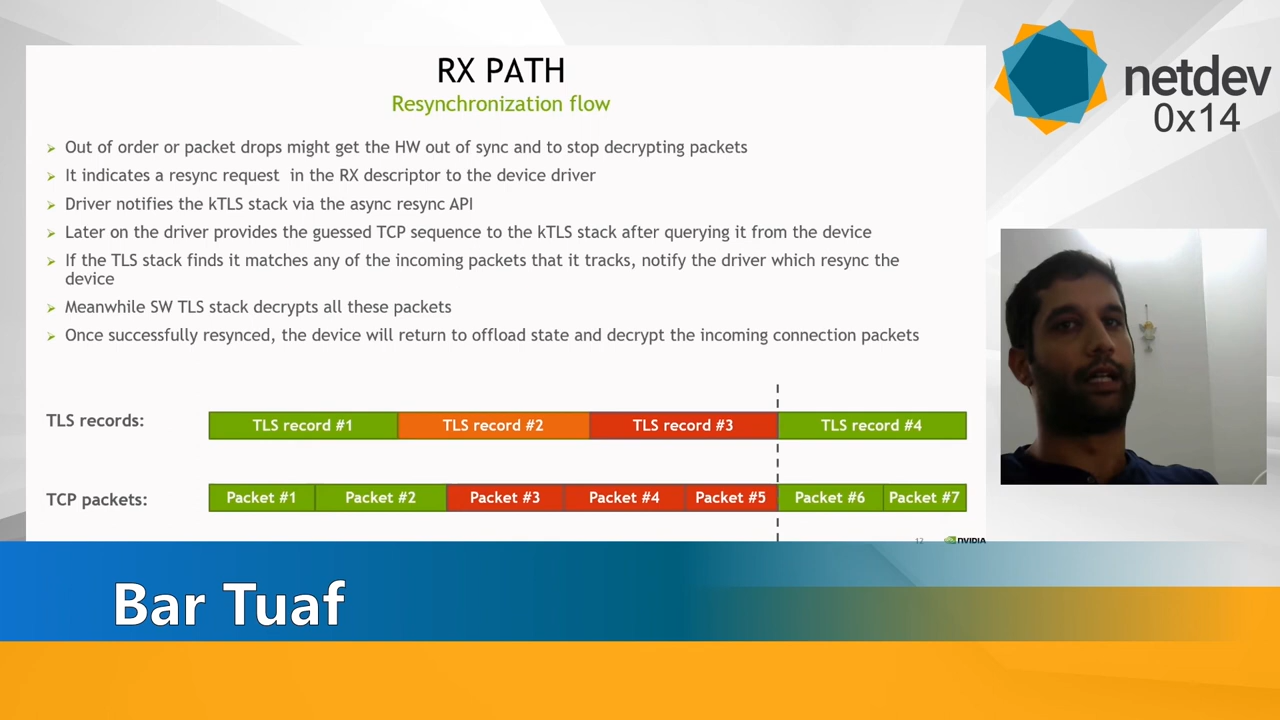 RX PATH
Resynchronization flow
netdev
0x14
➢ Out of order or packet drops might get the HW out of sync and to stop decrypting packets
➢ It indicates a resync request in the RX descriptor to the device driver
➢ Driver notifies the kTLS stack via the async resync API
➢ Later on the driver provides the guessed TCP sequence to the kTLS stack after querying it from the device
➢ If the TLS stack finds it matches any of the incoming packets that it tracks, notify the driver which resync the
device
➢ Meanwhile SW TLS stack decrypts all these packets
➢ Once successfully resynced, the device will return to offload state and decrypt the incoming connection packets
TLS records: TLS record #1 TLS record #2 TLS record #3 TLS record #4
TCP packets: Packet #1 Packet #2 Packet #3 Packet #4 Packet #5 Packet #6 Packet #7
12 NVIDIA
Bar Tuaf